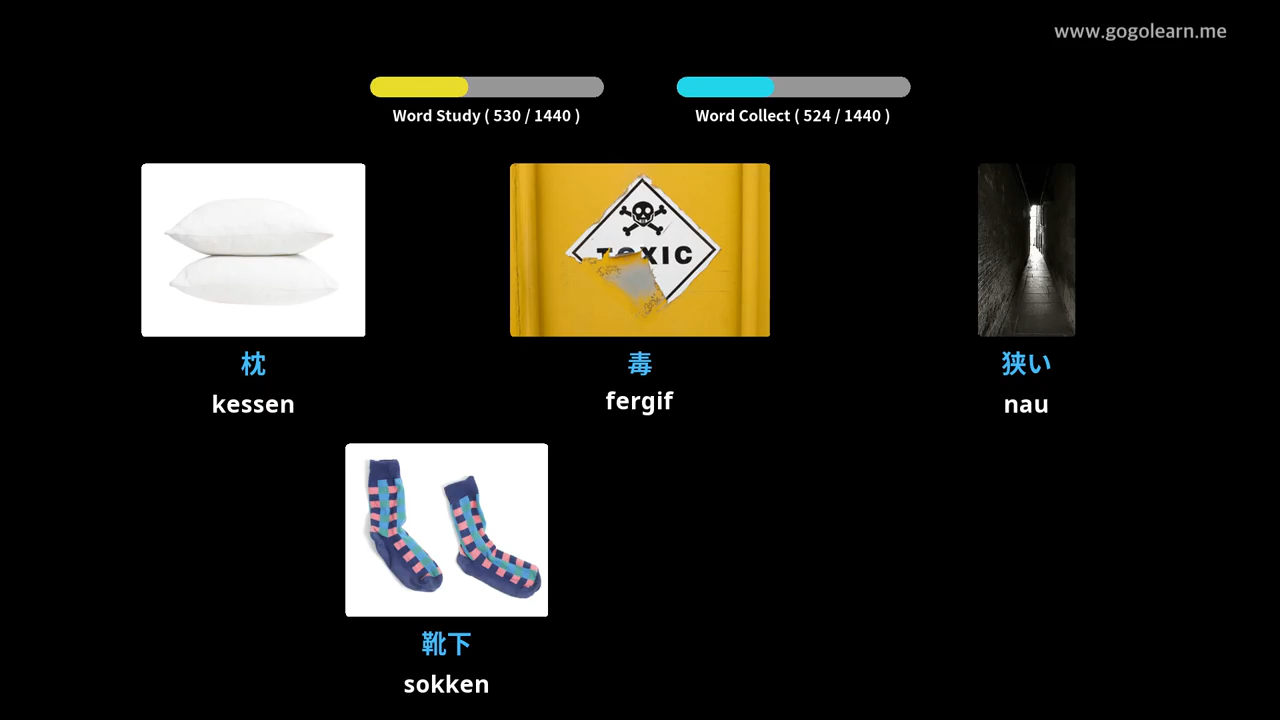 www.gogolearn.me
Word Study ( 530 / 1440 )
Word Collect ( 524 / 1440 )
TOXIC
枕
毒
狭い
kessen
fergif
nau
靴下
sokken